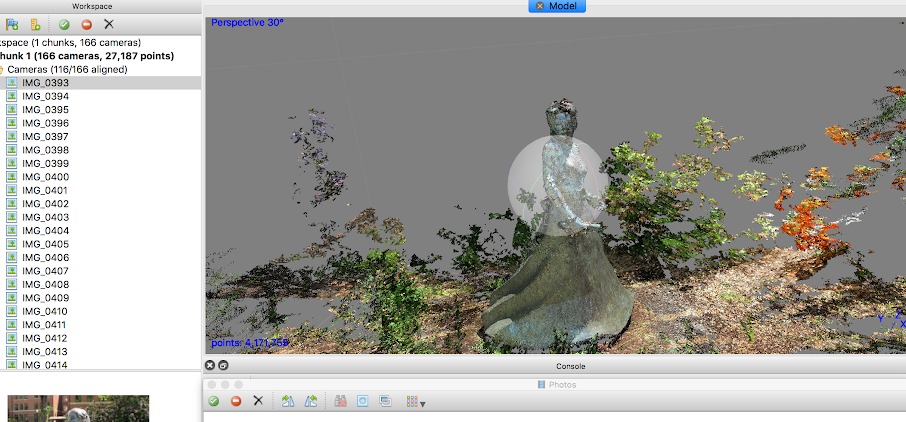 Workspace
Model
kspace (1 chunks, 166 cameras)
hunk 1 (166 cameras, 27,187 points)
Cameras (116/166 aligned)
IMG_0393
IMG_0394
IMG_0395
IMG_0396
IMG_0397
IMG_0398
IMG_0399
IMG_0400
IMG_0401
IMG_0402
IMG_0403
IMG_0404
IMG_0405
IMG_0406
IMG_0407
IMG_0408
IMG_0409
IMG_0410
IMG_0411
IMG_0412
IMG_0413
IMG_0414
Perspective 30°
Y
Z
X
points: 4,171,759
Console
Photos